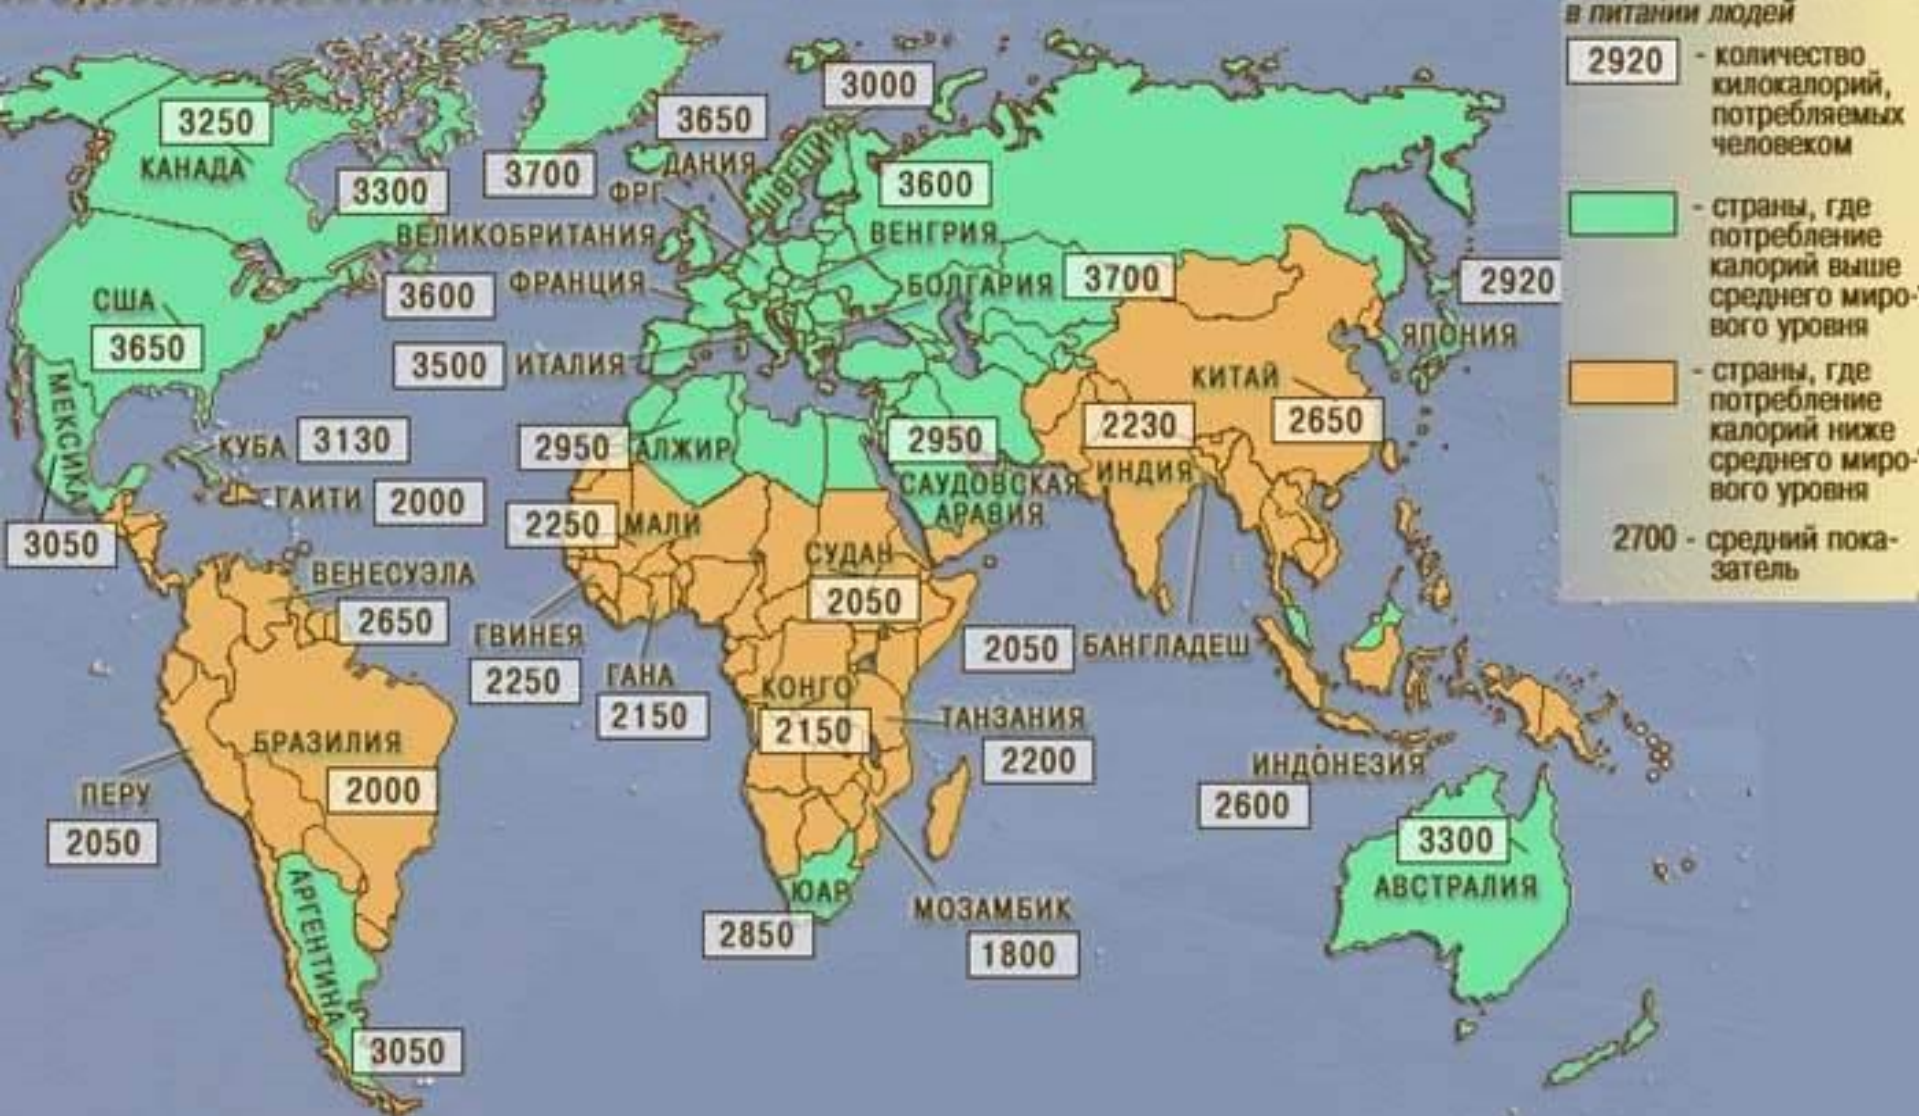 в питании людей
2920 - количество
килокалорий,
потребляемых
человеком
- страны, где
потребление
калорий выше
среднего миро-
вого уровня
- страны, где
потребление
калорий ниже
среднего миро-
вого уровня
2700 - средний пока-
затель
3250
КАНАДА
3300
3700
3650
3000
ДАНИЯ
ШВЕЦИЯ
ФРГ
3600
ВЕЛИКОБРИТАНИЯ
ВЕНГРИЯ
США
3650
3600
ФРАНЦИЯ
БОЛГАРИЯ
3700
2920
ЯПОНИЯ
3500
ИТАЛИЯ
МЕКСИКА
3050
КУБА
3130
ГАИТИ
2000
2950
АЛЖИР
2950
САУДОВСКАЯ
АРАВИЯ
2230
ИНДИЯ
КИТАЙ
2650
2250
МАЛИ
СУДАН
2050
ВЕНЕСУЭЛА
2650
ГВИНЕЯ
2250
ГАНА
2150
КОНГО
2150
2050
БАНГЛАДЕШ
ТАНЗАНИЯ
2200
БРАЗИЛИЯ
2000
ПЕРУ
2050
ИНДОНЕЗИЯ
2600
3300
АВСТРАЛИЯ
АРГЕНТИНА
3050
ЮАР
2850
МОЗАМБИК
1800